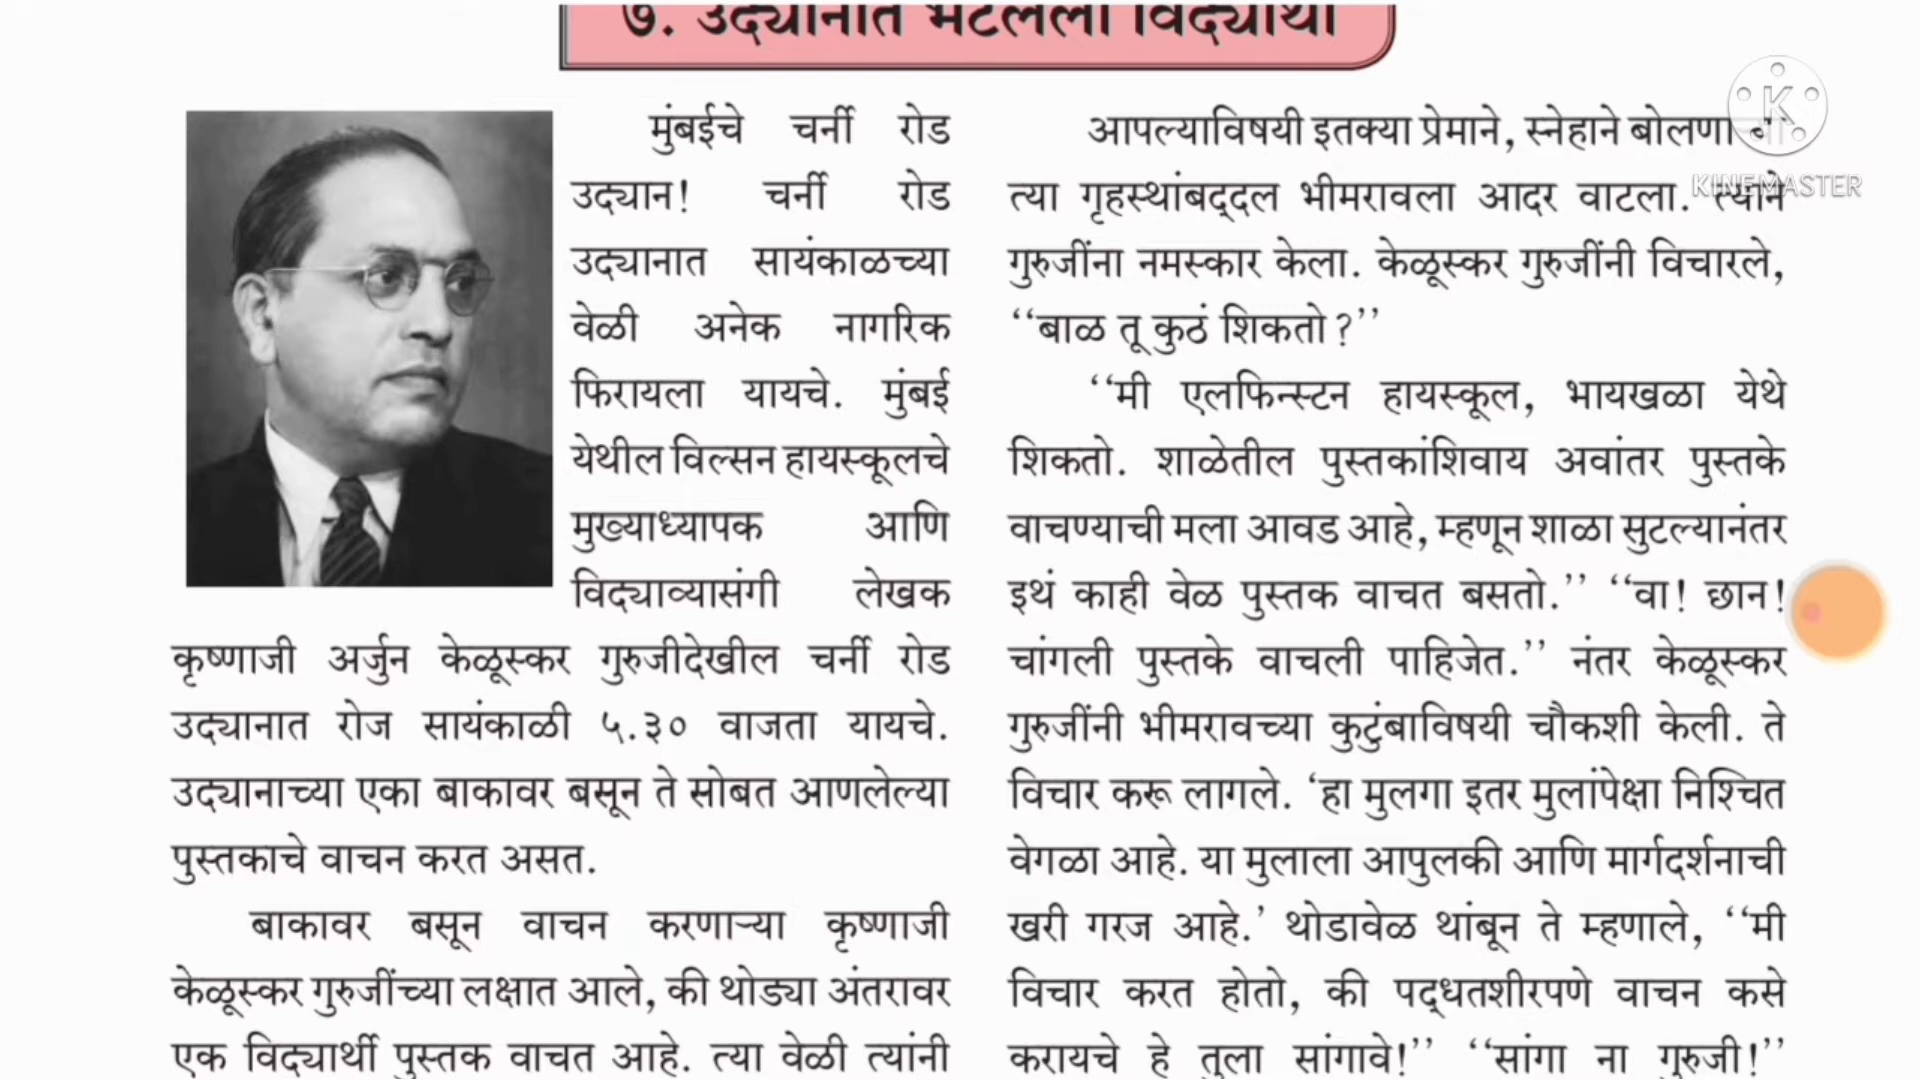 ७. उद्यानात भेटलेला विद्यार्थी
मुंबईचे चर्नी रोड
उद्यान! चर्नी रोड
उद्यानात सायंकाळच्या
वेळी अनेक नागरिक
फिरायला यायचे. मुंबई
येथील विल्सन हायस्कूलचे
मुख्याध्यापक आणि
विद्याव्यासंगी लेखक
कृष्णाजी अर्जुन केळूस्कर गुरुजीदेखील चर्नी रोड
उद्यानात रोज सायंकाळी ५.३० वाजता यायचे.
उद्यानाच्या एका बाकावर बसून ते सोबत आणलेल्या
पुस्तकाचे वाचन करत असत.
बाकावर बसून वाचन करणाऱ्या कृष्णाजी
केळूस्कर गुरुजींच्या लक्षात आले, की थोड्या अंतरावर
एक विद्यार्थी पुस्तक वाचत आहे. त्या वेळी त्यांनी
आपल्याविषयी इतक्या प्रेमाने, स्नेहाने
त्या गृहस्थांबद्दल भीमरावला आदर वाटला. त्याने
गुरुजींना नमस्कार केला. केळूस्कर गुरुजींनी विचारले,
‘‘बाळ तू कुठं शिकतो?’’
‘‘मी एलफिन्स्टन हायस्कूल, भायखळा येथे
शिकतो. शाळेतील पुस्तकांशिवाय अवांतर पुस्तके
वाचण्याची मला आवड आहे, म्हणून शाळा सुटल्यानंतर
इथं काही वेळ पुस्तक वाचत बसतो.’’ ‘‘वा! छान!
चांगली पुस्तके वाचली पाहिजेत.’’ नंतर केळूस्कर
गुरुजींनी भीमरावच्या कुटुंबाविषयी चौकशी केली. ते
विचार करू लागले. ‘हा मुलगा इतर मुलांपेक्षा निश्चित
वेगळा आहे. या मुलाला आपुलकी आणि मार्गदर्शनाची
खरी गरज आहे.’ थोडावेळ थांबून ते म्हणाले, ‘‘मी
विचार करत होतो, की पद्धतशीरपणे वाचन कसे
करायचे हे तुला सांगावे!’’ ‘‘सांगा ना गुरुजी!’’
K
KINEMASTER